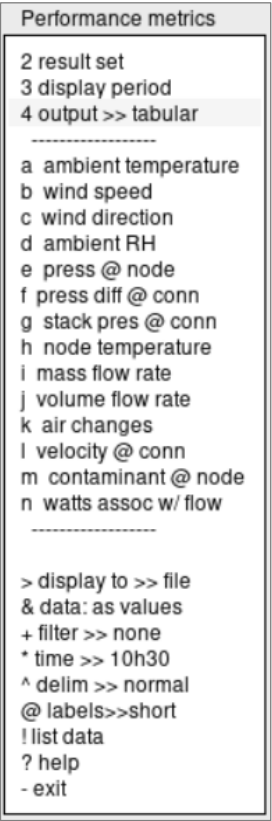 Performance metrics
2 result set
3 display period
4 output >> tabular
------------------
a ambient temperature
b wind speed
c wind direction
d ambient RH
e press @ node
f press diff @ conn
g stack pres @ conn
h node temperature
i mass flow rate
j volume flow rate
k air changes
l velocity @ conn
m contaminant @ node
n watts assoc w/ flow
------------------
> display to >> file
& data: as values
+ filter >> none
* time >> 10h30
^ delim >> normal
@ labels>>short
! list data
? help
- exit